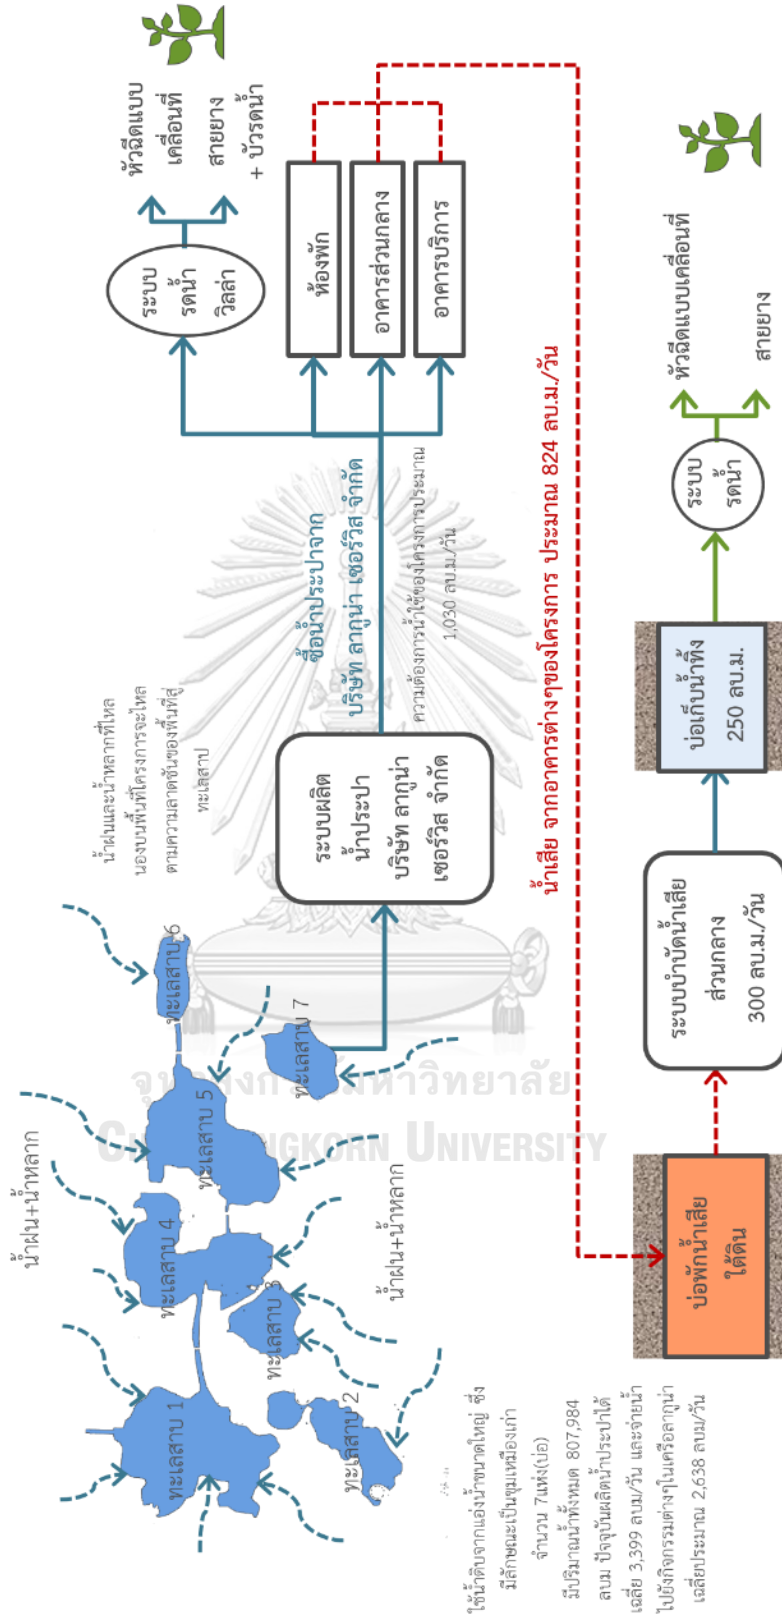 น้ำฝน+น้ำหลาก
ทะเลสาบ 1
ทะเลสาบ 2
ทะเลสาบ 3
ทะเลสาบ 4
ทะเลสาบ 5
ทะเลสาบ 6
ทะเลสาบ 7
น้ำฝน+น้ำหลาก
น้ำฝนและน้ำหลากที่ไหล
นองบนพื้นที่โครงการจะไหล
ตามความลาดชันของพื้นที่สู่
ทะเลสาป
ใช้น้ำดิบจากแอ่งน้ำขนาดใหญ่ ซึ่ง
มีลักษณะเป็นขุมเหมืองเก่า
จำนวน 7แห่ง(บ่อ)
มีปริมาณน้ำทั้งหมด 807,984
ลบม ปัจจุบันผลิตน้ำประปาได้
เฉลี่ย 3,399 ลบม/วัน และจ่ายน้ำ
ไปยังกิจกรรมต่างๆในเครือลากูน่า
เฉลี่ยประมาณ 2,638 ลบม/วัน
ระบบผลิต
น้ำประปา
บริษัท ลากูน่า
เซอร์วิส จำกัด
ซื้อน้ำประปาจาก
บริษัท ลากูน่า เซอร์วิส จำกัด
ความต้องการน้ำใช้ของโครงการประมาณ
1,030 ลบ.ม./วัน
ระบบ
รดน้ำ
วิลล่า
หัวฉีดแบบ
เคลื่อนที่
สายยาง
+ บัวรดน้ำ
ห้องพัก
อาคารส่วนกลาง
อาคารบริการ
น้ำเสีย จากอาคารต่างๆของโครงการ ประมาณ 824 ลบ.ม./วัน
บ่อพักน้ำเสีย
ใต้ดิน
ระบบบำบัดน้ำเสีย
ส่วนกลาง
300 ลบ.ม./วัน
บ่อเก็บน้ำทิ้ง
250 ลบ.ม.
ระบบ
รดน้ำ
หัวฉีดแบบเคลื่อนที่
สายยาง
จุฬาลงกรณ์มหาวิทยาลัย
CHULALONGKORN UNIVERSITY